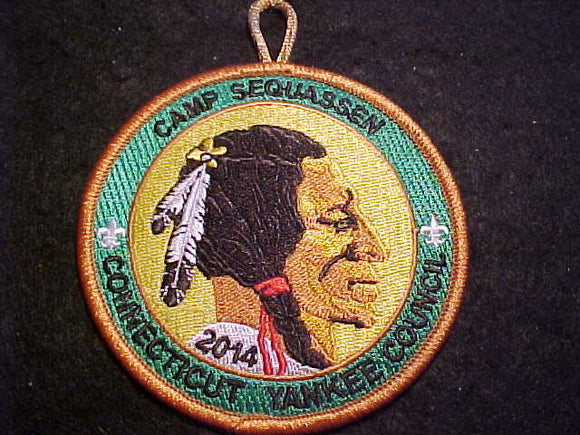 CAMP SEQUASSEN
2014
CONNECTICUT YANKEE COUNCIL